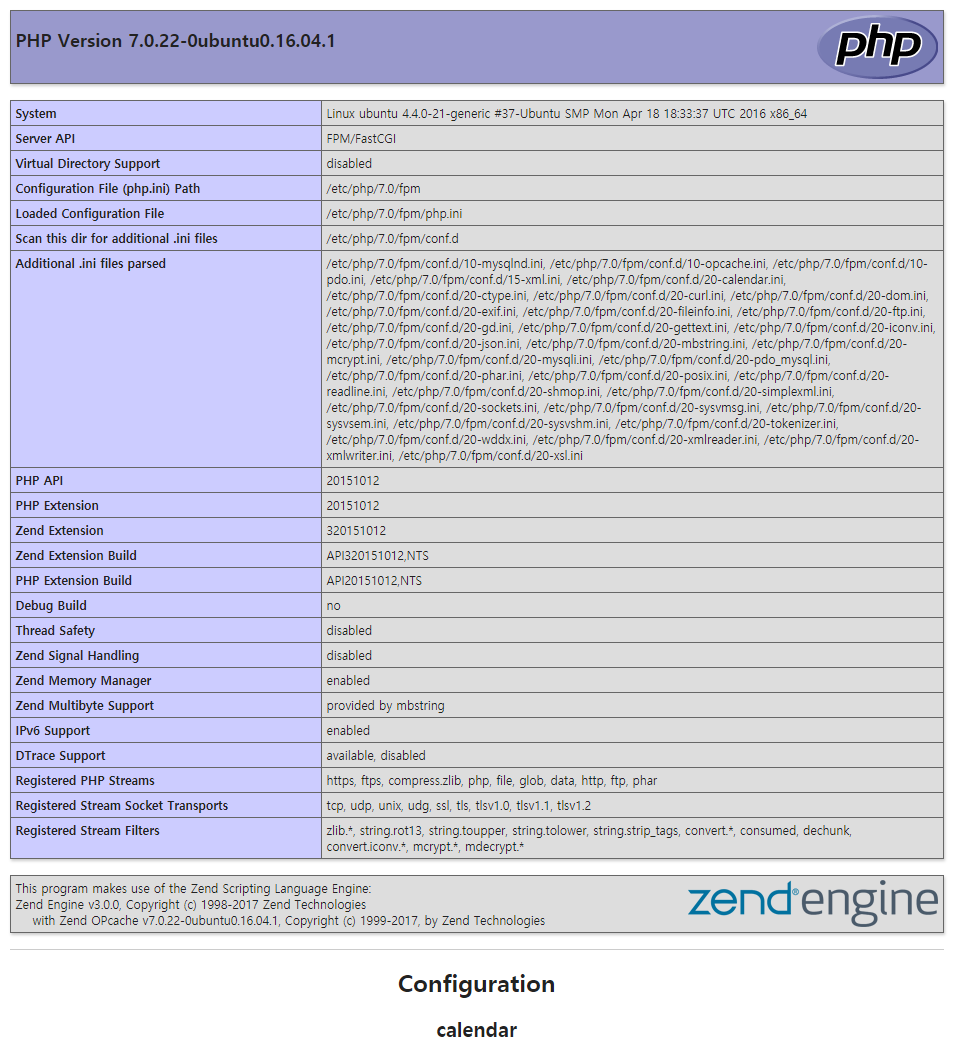 PHP Version 7.0.22-0ubuntu0.16.04.1
php
System Linux ubuntu 4.4.0-21-generic #37-Ubuntu SMP Mon Apr 18 18:33:37 UTC 2016 x86_64
Server API FPM/FastCGI
Virtual Directory Support disabled
Configuration File (php.ini) Path /etc/php/7.0/fpm
Loaded Configuration File /etc/php/7.0/fpm/php.ini
Scan this dir for additional .ini files /etc/php/7.0/fpm/conf.d
Additional .ini files parsed /etc/php/7.0/fpm/conf.d/10-mysqlnd.ini, /etc/php/7.0/fpm/conf.d/10-opcache.ini, /etc/php/7.0/fpm/conf.d/10-
pdo.ini, /etc/php/7.0/fpm/conf.d/15-xml.ini, /etc/php/7.0/fpm/conf.d/20-calendar.ini,
/etc/php/7.0/fpm/conf.d/20-ctype.ini, /etc/php/7.0/fpm/conf.d/20-curl.ini, /etc/php/7.0/fpm/conf.d/20-dom.ini,
/etc/php/7.0/fpm/conf.d/20-exif.ini, /etc/php/7.0/fpm/conf.d/20-fileinfo.ini, /etc/php/7.0/fpm/conf.d/20-ftp.ini,
/etc/php/7.0/fpm/conf.d/20-gd.ini, /etc/php/7.0/fpm/conf.d/20-gettext.ini, /etc/php/7.0/fpm/conf.d/20-iconv.ini,
/etc/php/7.0/fpm/conf.d/20-json.ini, /etc/php/7.0/fpm/conf.d/20-mbstring.ini, /etc/php/7.0/fpm/conf.d/20-
mcrypt.ini, /etc/php/7.0/fpm/conf.d/20-mysqli.ini, /etc/php/7.0/fpm/conf.d/20-pdo_mysql.ini,
/etc/php/7.0/fpm/conf.d/20-phar.ini, /etc/php/7.0/fpm/conf.d/20-posix.ini, /etc/php/7.0/fpm/conf.d/20-
readline.ini, /etc/php/7.0/fpm/conf.d/20-shmop.ini, /etc/php/7.0/fpm/conf.d/20-simplexml.ini,
/etc/php/7.0/fpm/conf.d/20-sockets.ini, /etc/php/7.0/fpm/conf.d/20-sysvmsg.ini, /etc/php/7.0/fpm/conf.d/20-
sysvsem.ini, /etc/php/7.0/fpm/conf.d/20-sysvshm.ini, /etc/php/7.0/fpm/conf.d/20-tokenizer.ini,
/etc/php/7.0/fpm/conf.d/20-wddx.ini, /etc/php/7.0/fpm/conf.d/20-xmlreader.ini, /etc/php/7.0/fpm/conf.d/20-
xmlwriter.ini, /etc/php/7.0/fpm/conf.d/20-xsl.ini
PHP API 20151012
PHP Extension 20151012
Zend Extension 320151012
Zend Extension Build API320151012,NTS
PHP Extension Build API20151012,NTS
Debug Build no
Thread Safety disabled
Zend Signal Handling disabled
Zend Memory Manager enabled
Zend Multibyte Support provided by mbstring
IPv6 Support enabled
DTrace Support available, disabled
Registered PHP Streams https, ftps, compress.zlib, php, file, glob, data, http, ftp, phar
Registered Stream Socket Transports tcp, udp, unix, udg, ssl, tls, tlsv1.0, tlsv1.1, tlsv1.2
Registered Stream Filters zlib.*, string.rot13, string.toupper, string.tolower, string.strip_tags, convert.*, consumed, dechunk,
convert.iconv.*, mcrypt.*, mdecrypt.*
This program makes use of the Zend Scripting Language Engine:
Zend Engine v3.0.0, Copyright (c) 1998-2017 Zend Technologies
with Zend OPcache v7.0.22-0ubuntu0.16.04.1, Copyright (c) 1999-2017, by Zend Technologies
zend® engine
Configuration
calendar